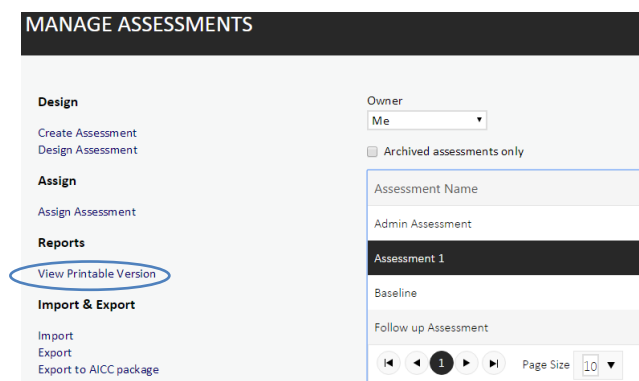 MANAGE ASSESSMENTS
Design
Create Assessment
Design Assessment
Assign
Assign Assessment
Reports
View Printable Version
Import & Export
Import
Export
Export to AICC package
Owner
Me
Archived assessments only
Assessment Name
Admin Assessment
Assessment 1
Baseline
Follow up Assessment
1 Page Size 10